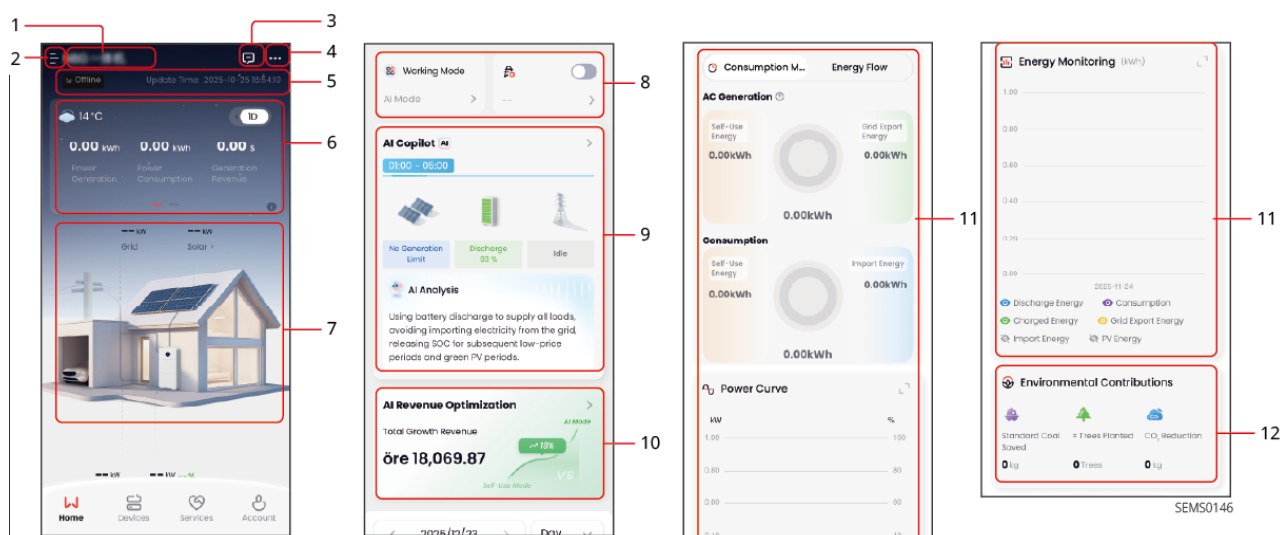 1
2
3
4
5
6
7
Offline
Update Time: 2025-10-25 16:54:10
14°C
1D
0.00 kWh 0.00 kWh 0.00 $
Power Generation
Power Consumption
Generation Revenue
-- kW
Grid
-- kW
Solar >
-- kW
-- kW
Home
Devices
Services
Account
8
9
10
Working Mode
AI Mode >
-- >
AI Copilot AI >
01:00 - 05:00
No Generation Limit
Discharge 93 %
Idle
AI Analysis
Using battery discharge to supply all loads,
avoiding importing electricity from the grid,
releasing SOC for subsequent low-price
periods and green PV periods.
AI Revenue Optimization >
Total Growth Revenue
öre 18,069.87
AI Mode
18%
VS
Self-Use Mode
2025/12/23
Day
11
Consumption M...
Energy Flow
AC Generation ?
Self-Use
Energy
0.00kWh
Grid Export
Energy
0.00kWh
0.00kWh
Consumption
Self-Use
Energy
0.00kWh
Import Energy
0.00kWh
0.00kWh
Power Curve
kW %
1.00 100
0.80 80
0.60 60
11
12
Energy Monitoring (kWh)
1.00
0.80
0.60
0.40
0.20
0.00
2025-11-24
Discharge Energy
Consumption
Charged Energy
Grid Export Energy
Import Energy
PV Energy
Environmental Contributions
Standard Coal
Saved
0 kg
≈ Trees Planted
0 Trees
CO₂ Reduction
0 kg
SEMS0146